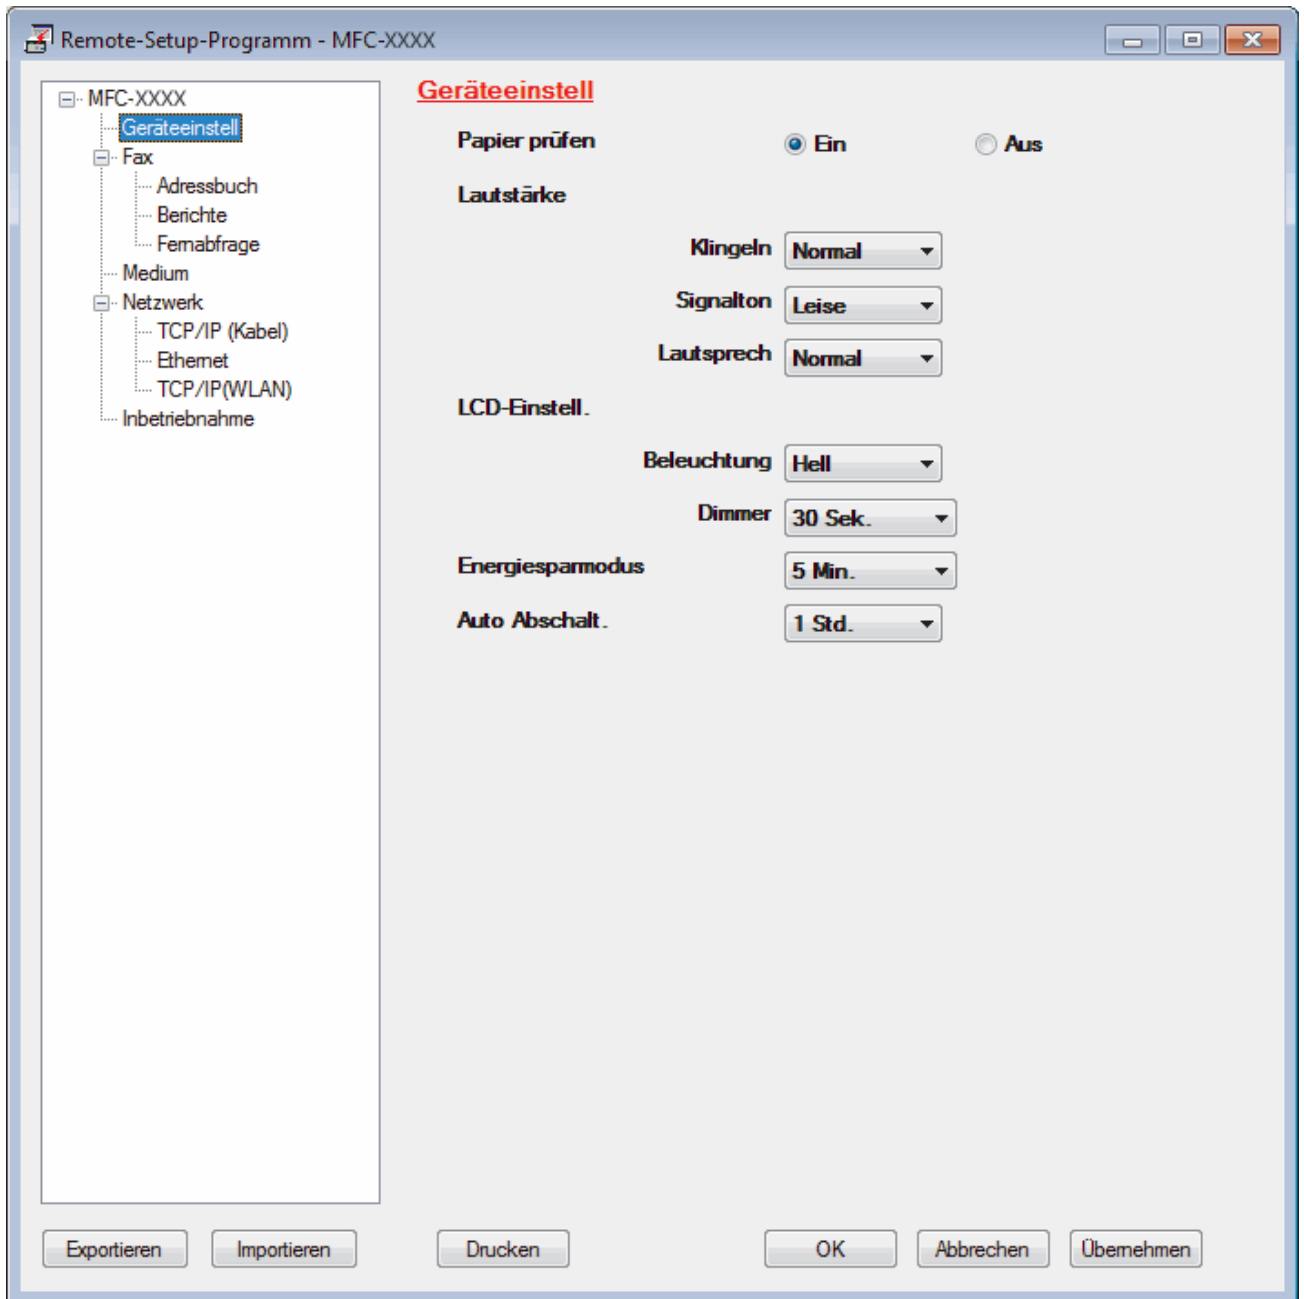 Remote-Setup-Programm - MFC-XXXX
MFC-XXXX
Geräteeinstell
Fax
Adressbuch
Berichte
Fernabfrage
Medium
Netzwerk
TCP/IP (Kabel)
Ethernet
TCP/IP(WLAN)
Inbetriebnahme
Geräteeinstell
Papier prüfen Ein Aus
Lautstärke
Klingeln Normal
Signalton Leise
Lautsprech Normal
LCD-Einstell.
Beleuchtung Hell
Dimmer 30 Sek.
Energiesparmodus 5 Min.
Auto Abschalt. 1 Std.
Exportieren Importieren Drucken OK Abbrechen Übernehmen